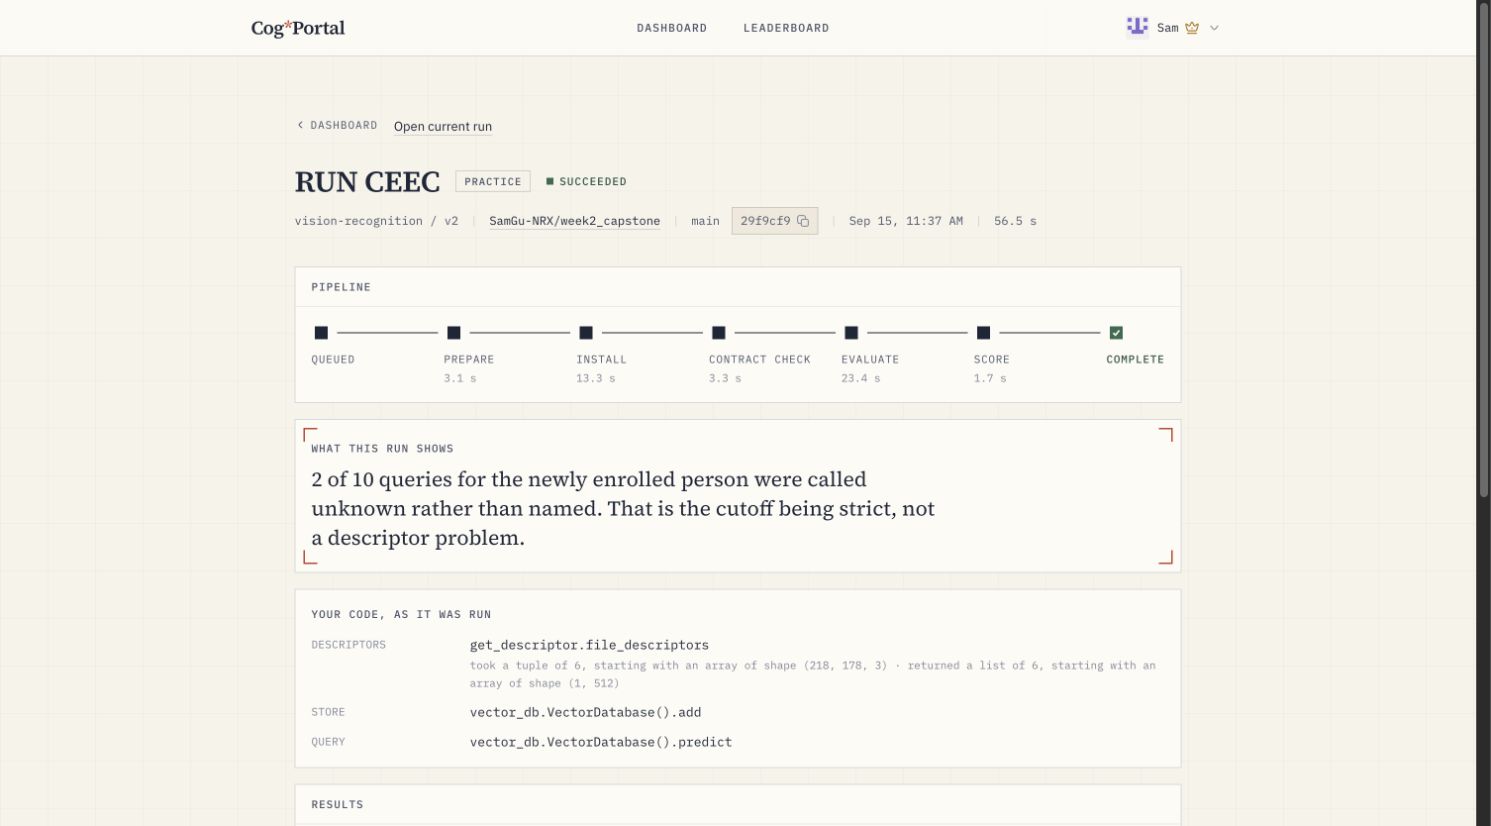 Cog*Portal
DASHBOARD
LEADERBOARD
Sam
DASHBOARD
Open current run
RUN CEEC
PRACTICE
SUCCEEDED
vision-recognition / v2
SamGu-NRX/week2_capstone
main
29f9cf9
Sep 15, 11:37 AM
56.5 s
PIPELINE
QUEUED
PREPARE
3.1 s
INSTALL
13.3 s
CONTRACT CHECK
3.3 s
EVALUATE
23.4 s
SCORE
1.7 s
COMPLETE
WHAT THIS RUN SHOWS
2 of 10 queries for the newly enrolled person were called
unknown rather than named. That is the cutoff being strict, not
a descriptor problem.
YOUR CODE, AS IT WAS RUN
DESCRIPTORS
get_descriptor.file_descriptors
took a tuple of 6, starting with an array of shape (218, 178, 3) · returned a list of 6, starting with an
array of shape (1, 512)
STORE
vector_db.VectorDatabase().add
QUERY
vector_db.VectorDatabase().predict
RESULTS